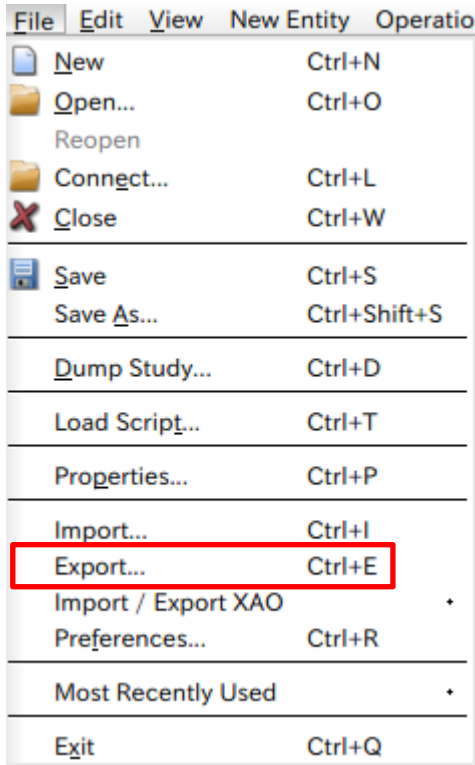 File Edit View New Entity Operatio
New Ctrl+N
Open... Ctrl+O
Reopen
Connect... Ctrl+L
Close Ctrl+W
Save Ctrl+S
Save As... Ctrl+Shift+S
Dump Study... Ctrl+D
Load Script... Ctrl+T
Properties... Ctrl+P
Import... Ctrl+I
Export... Ctrl+E
Import / Export XAO
Preferences... Ctrl+R
Most Recently Used
Exit Ctrl+Q